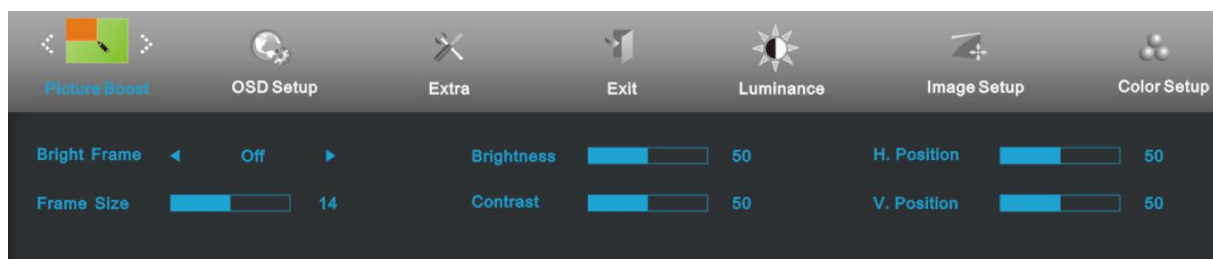 Picture Boost OSD Setup Extra Exit Luminance Image Setup Color Setup
Bright Frame Off Brightness 50 H. Position 50
Frame Size 14 Contrast 50 V. Position 50